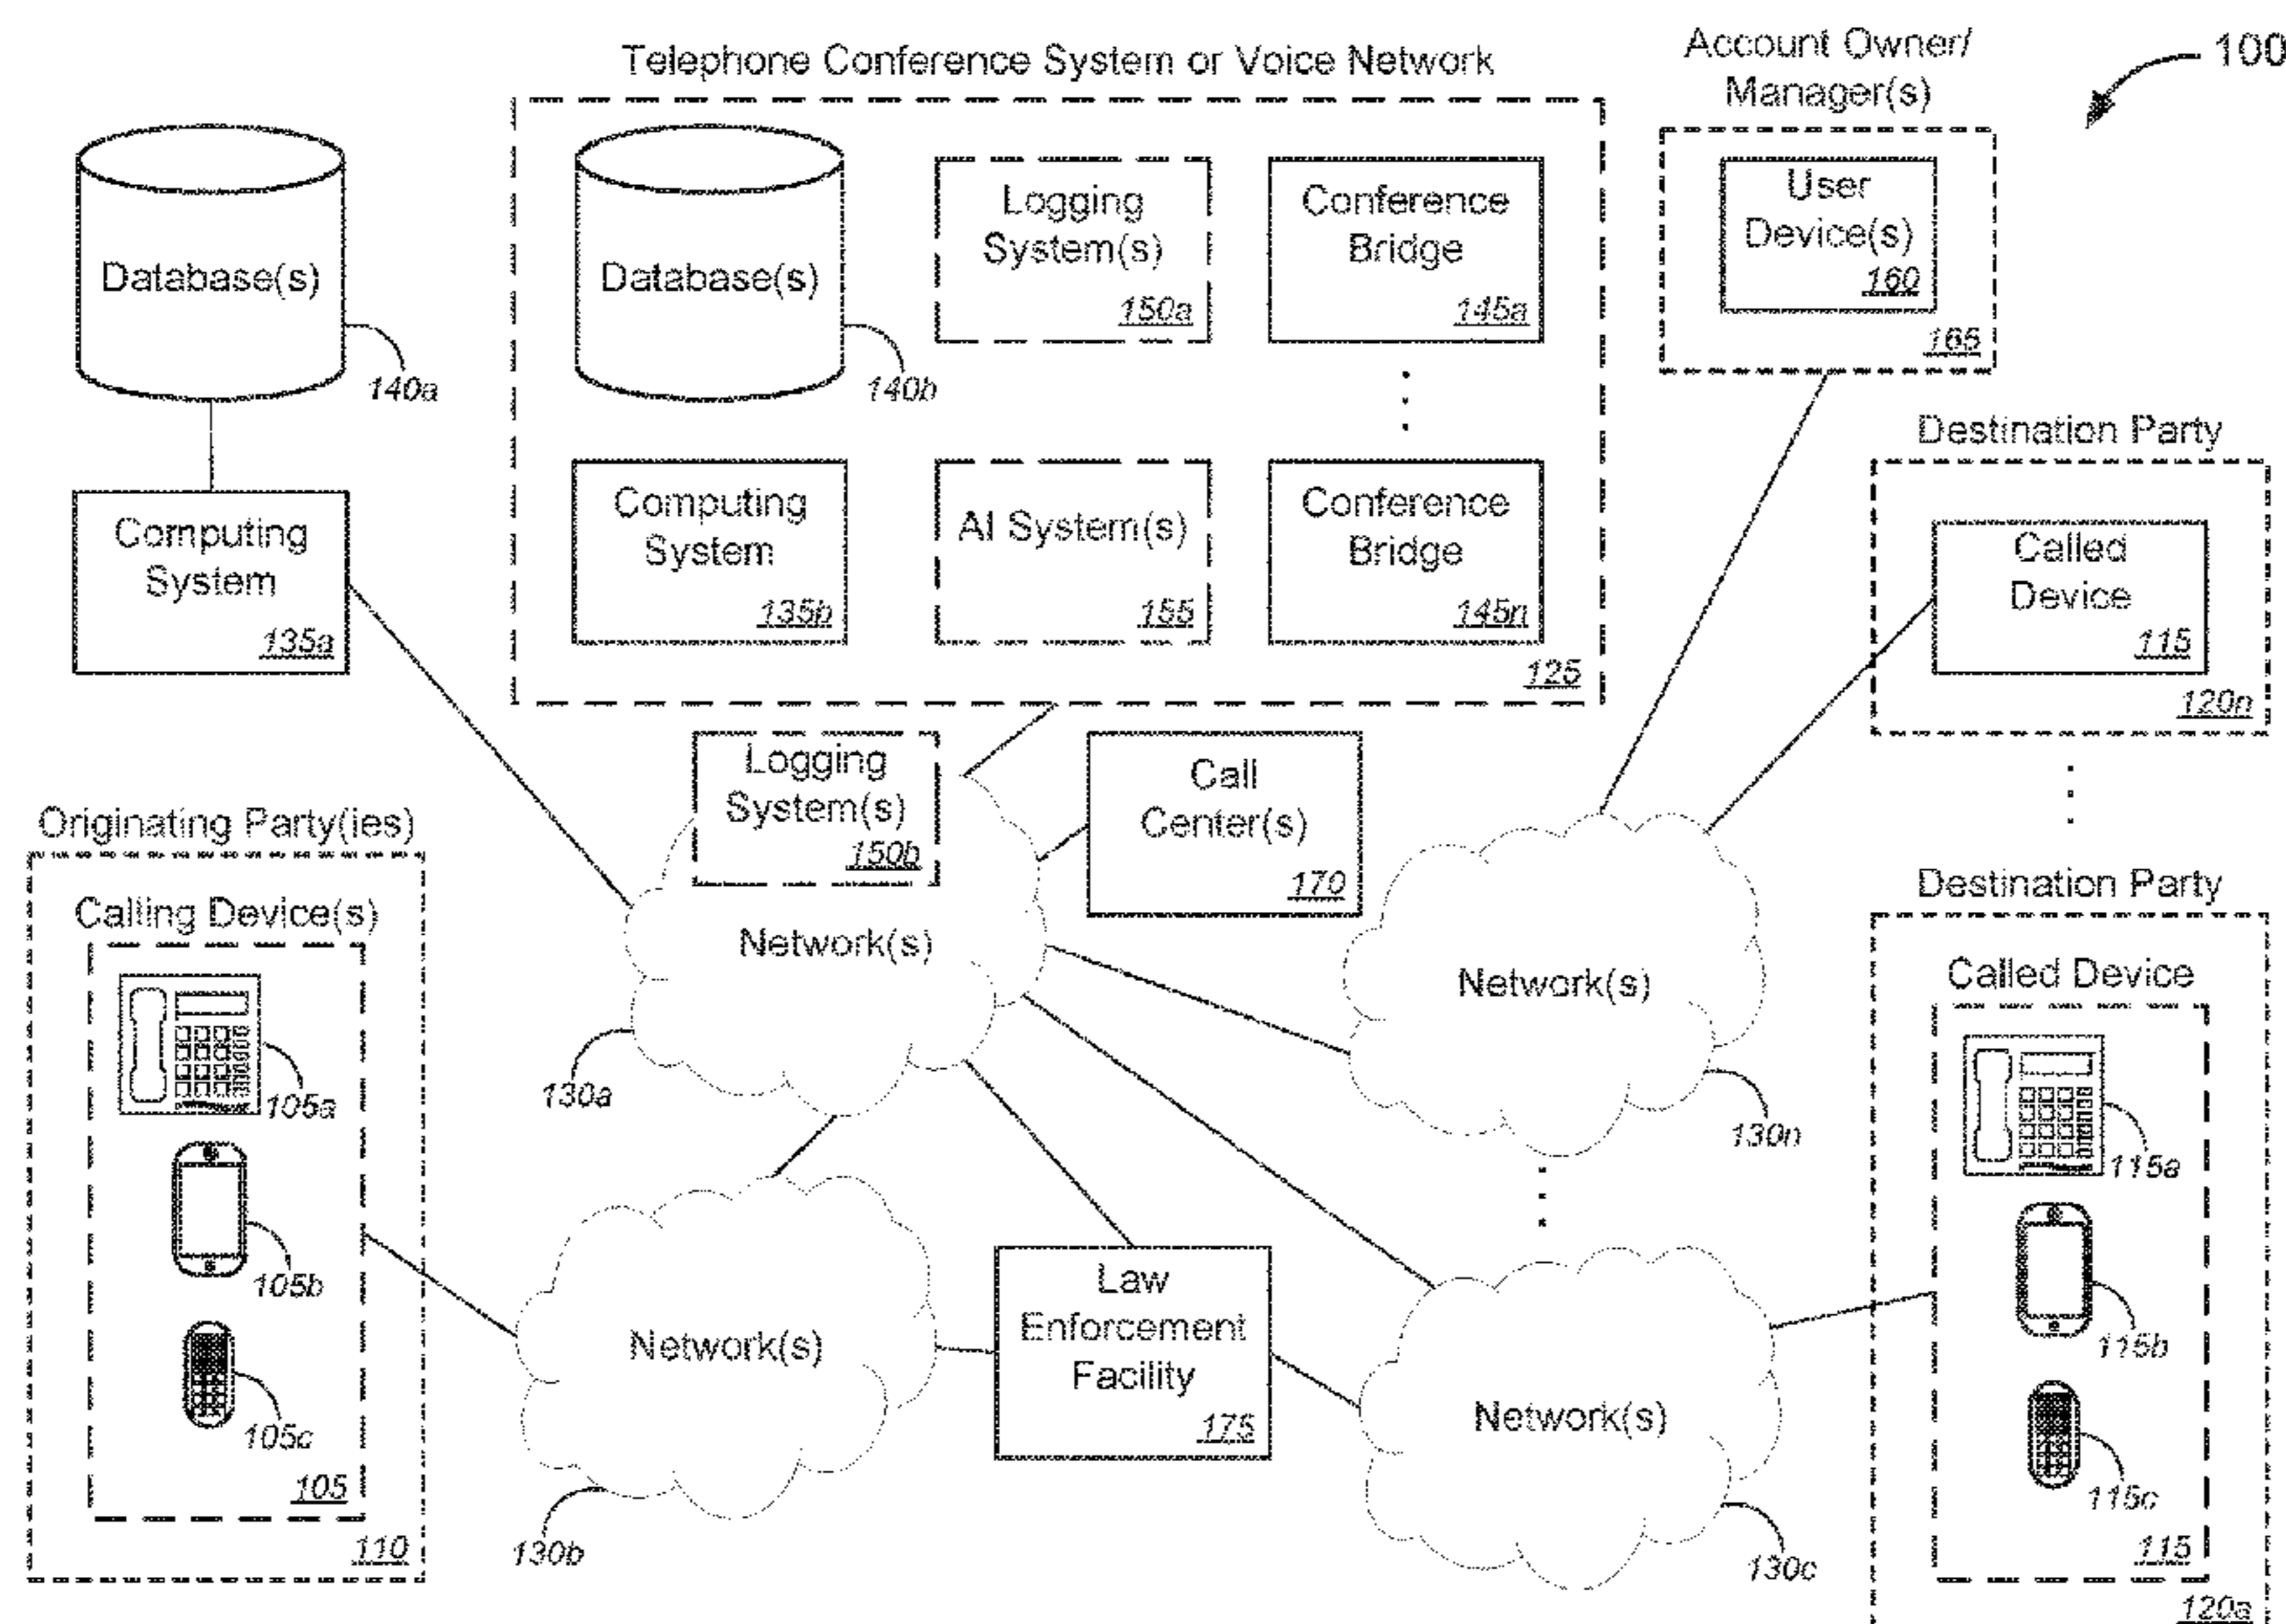 Telephone Conference System or Voice Network
Account Owner/
Manager(s)
100
Database(s)
140a
Database(s)
140b
Logging
System(s)
150a
Conference
Bridge
145a
User
Device(s)
160
165
Computing
System
135a
Computing
System
135b
AI System(s)
155
Conference
Bridge
145n
125
Destination Party
Called
Device
115
120n
Logging
System(s)
150b
Call
Center(s)
170
Originating Party(ies)
Calling Device(s)
105a
105b
105c
105
110
Network(s)
130a
Network(s)
130n
Network(s)
130b
Law
Enforcement
Facility
175
Network(s)
130c
Destination Party
Called Device
115a
115b
115c
115
120a